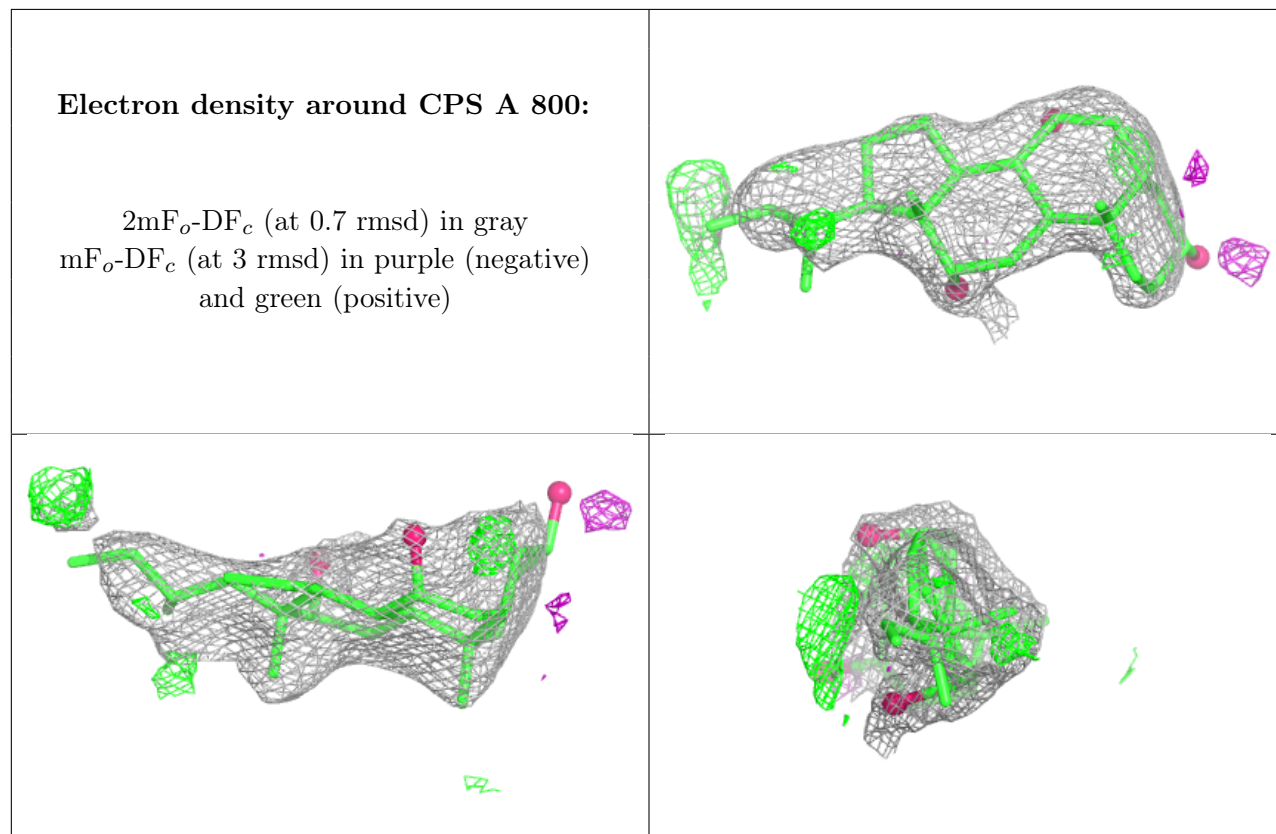 Electron density around CPS A 800:
2mFo-DFc (at 0.7 rmsd) in gray
mFo-DFc (at 3 rmsd) in purple (negative)
and green (positive)